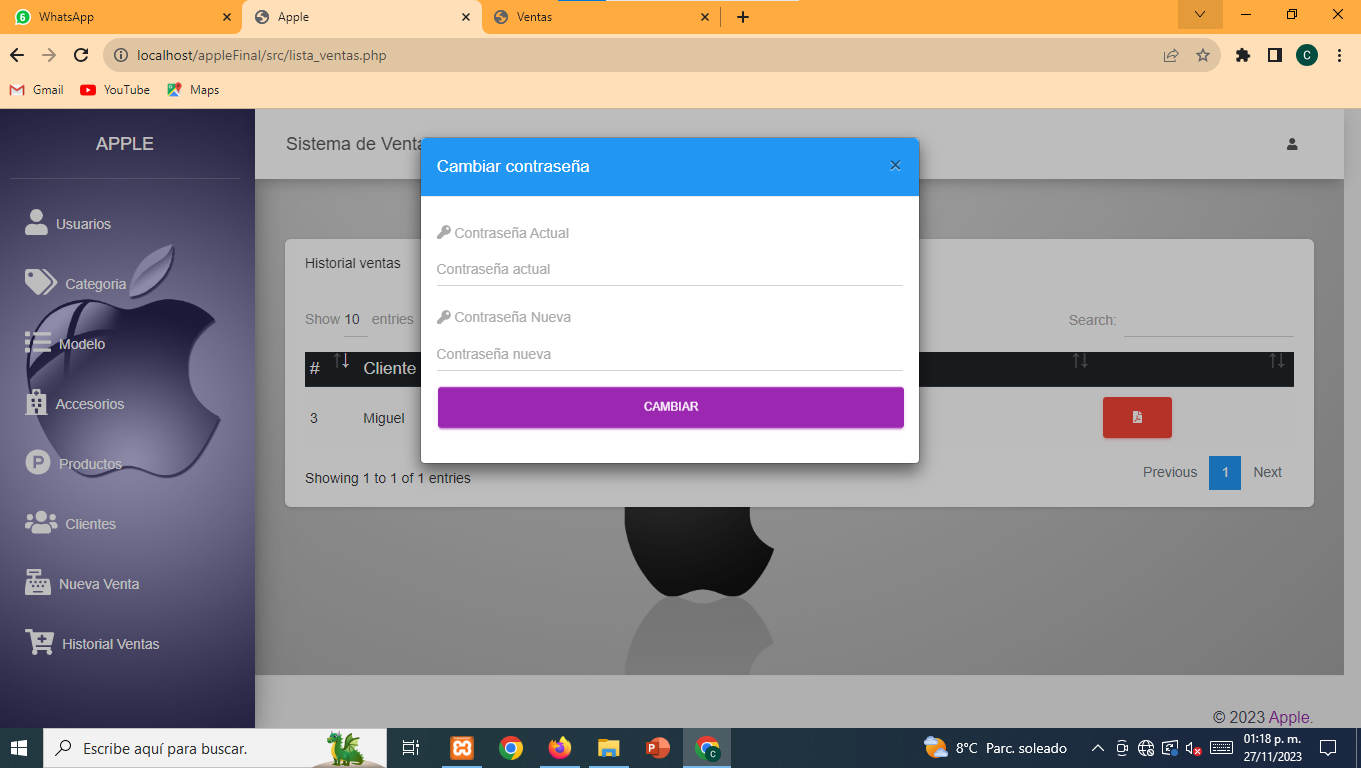 6 WhatsApp
Apple
Ventas
localhost/appleFinal/src/lista_ventas.php
C
Gmail
YouTube
Maps
APPLE
Usuarios
Categoria
Modelo
Accesorios
P Productos
Clientes
Nueva Venta
Historial Ventas
Sistema de Venta
Cambiar contraseña
×
Contraseña Actual
Contraseña actual
Contraseña Nueva
Contraseña nueva
CAMBIAR
Historial ventas
Show 10 entries
Search:
# Cliente
3 Miguel
Showing 1 to 1 of 1 entries
Previous 1 Next
© 2023 Apple.
Escribe aquí para buscar.
P
C
8°C Parc. soleado
01:18 p. m.
27/11/2023